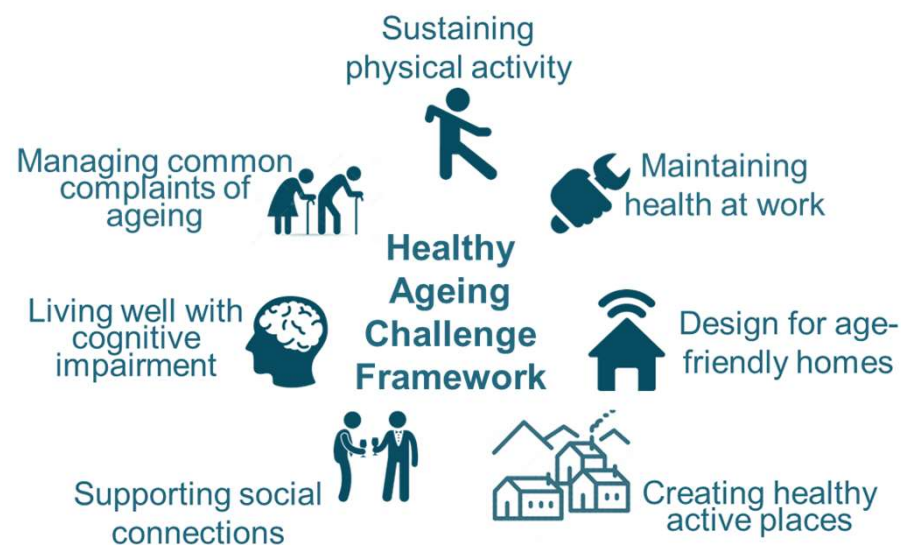 Sustaining
physical activity
Maintaining
health at work
Design for age-
friendly homes
Creating healthy
active places
Supporting social
connections
Living well with
cognitive
impairment
Managing common
complaints of
ageing
Healthy
Ageing
Challenge
Framework